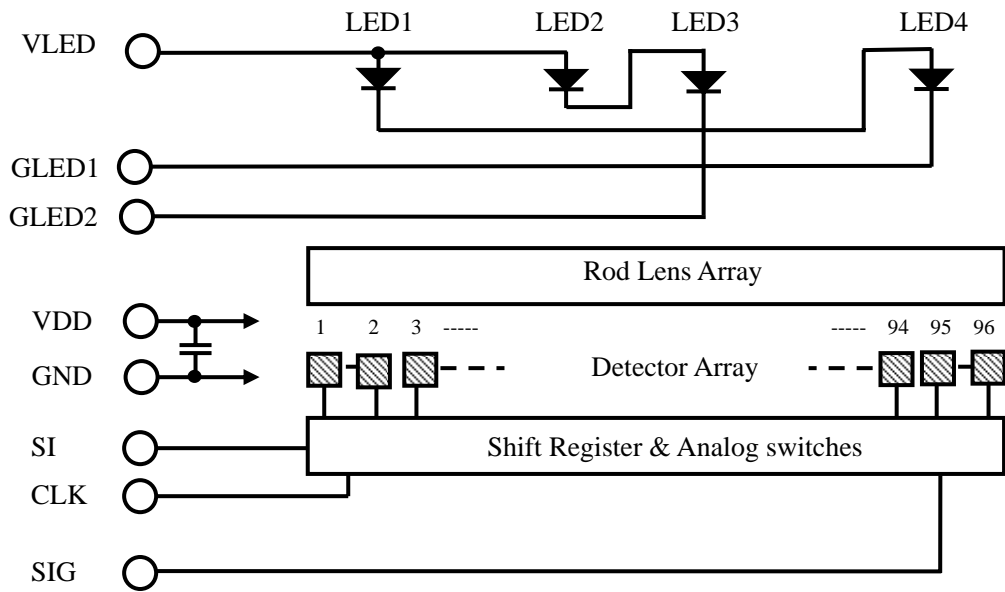 LED1 LED2 LED3 LED4
VLED
GLED1
GLED2
Rod Lens Array
VDD
1 2 3 ----- ----- 94 95 96
GND
Detector Array
SI
Shift Register & Analog switches
CLK
SIG